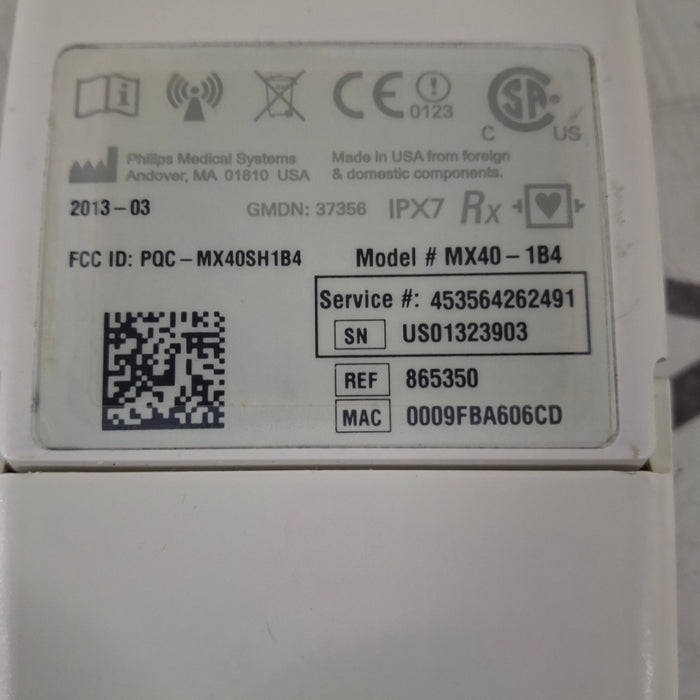 i
CE 0123
SA
C US
Philips Medical Systems
Andover, MA 01810 USA
Made in USA from foreign
& domestic components.
2013-03
GMDN: 37356 IPX7 Rx
FCC ID: PQC-MX40SH1B4
Model # MX40-1B4
Service #: 453564262491
SN US01323903
REF 865350
MAC 0009FBA606CD